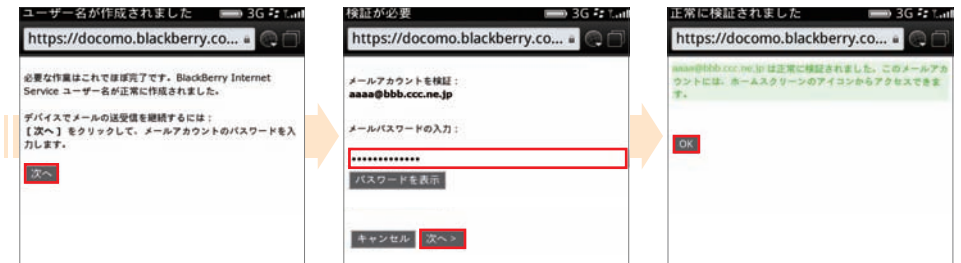 ユーザー名が作成されました 3G
https://docomo.blackberry.co...
必要な作業はこれでほぼ完了です。BlackBerry Internet
Service ユーザー名が正常に作成されました。
デバイスでメールの送受信を継続するには：
［次へ］をクリックして、メールアカウントのパスワードを入
力します。
次へ
検証が必要 3G
https://docomo.blackberry.co...
メールアカウントを検証：
aaaa@bbb.ccc.ne.jp
メールパスワードの入力：
•••••••••••••
パスワードを表示
キャンセル 次へ >
正常に検証されました 3G
https://docomo.blackberry.co...
aaaa@bbb.ccc.ne.jp は正常に検証されました。このメールアカ
ウントには、ホームスクリーンのアイコンからアクセスできま
す。
OK